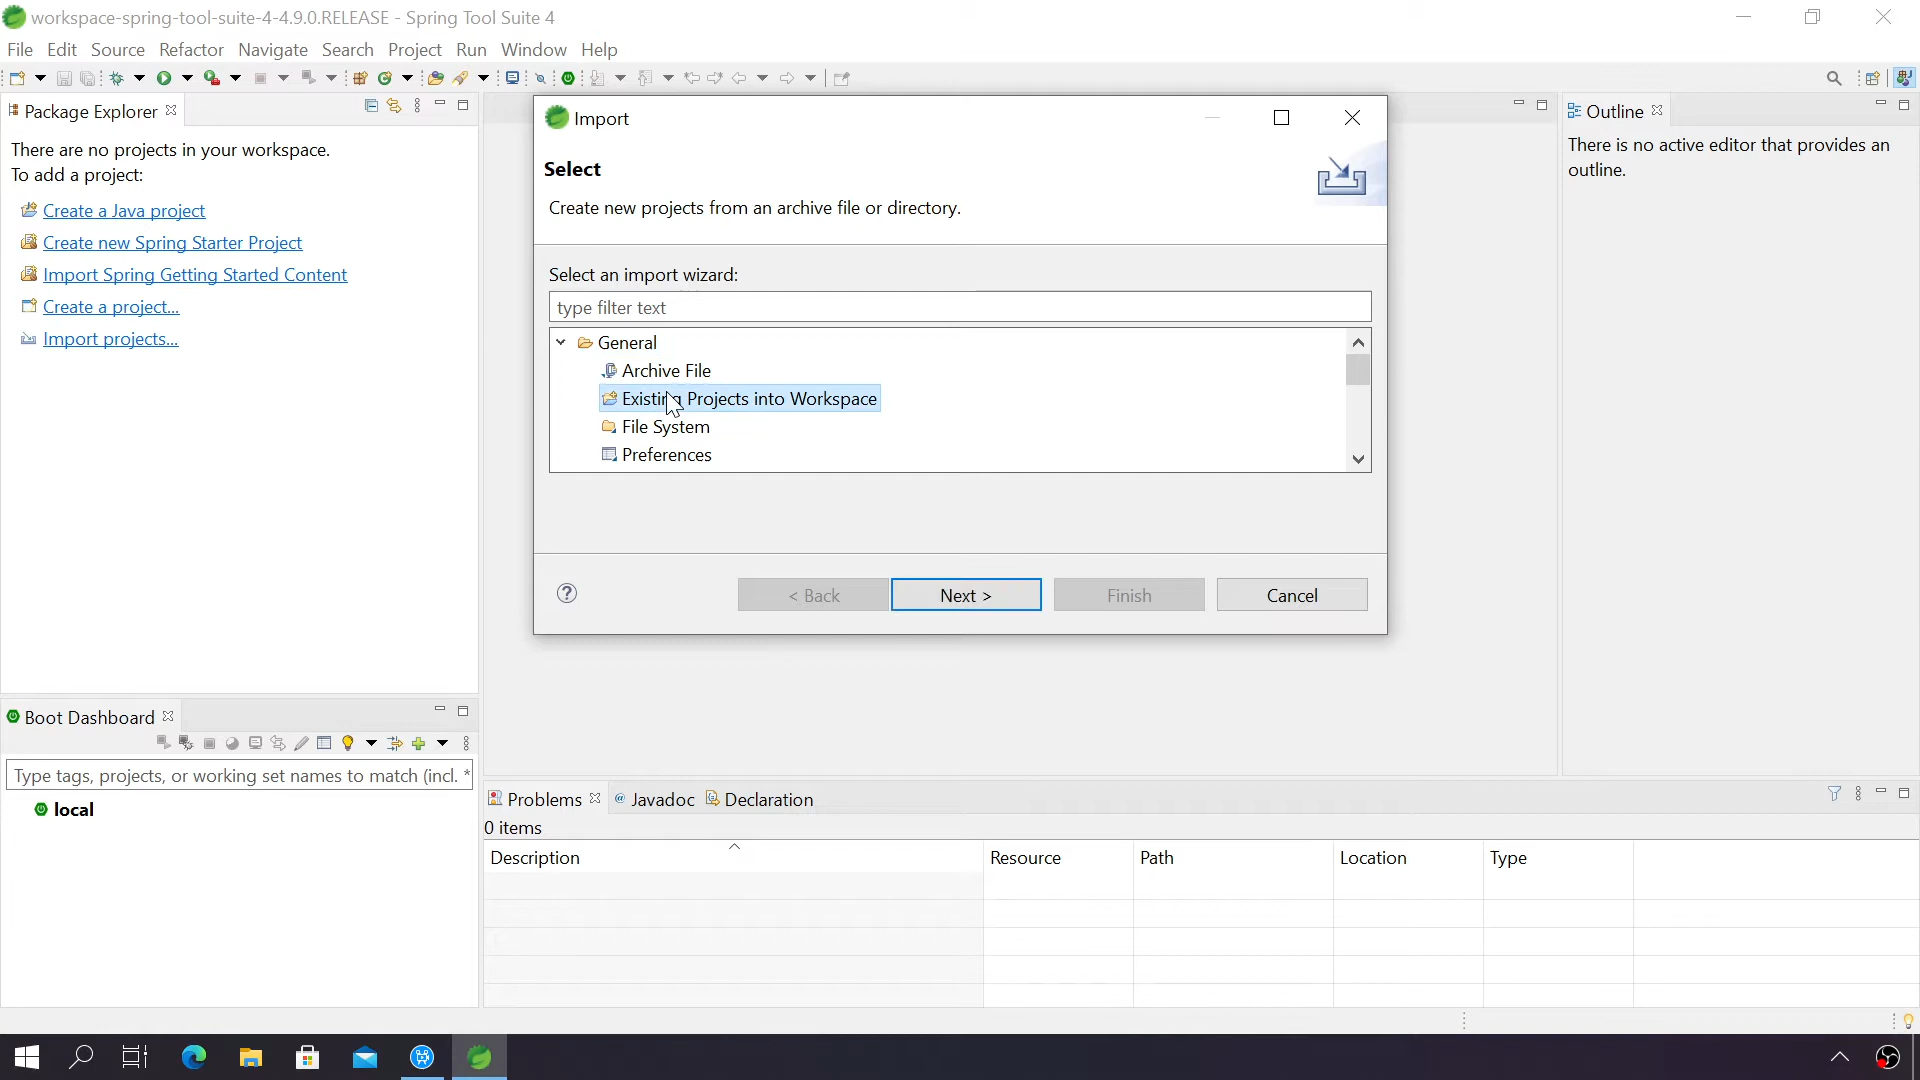 workspace-spring-tool-suite-4-4.9.0.RELEASE - Spring Tool Suite 4
File Edit Source Refactor Navigate Search Project Run Window Help
Package Explorer
There are no projects in your workspace.
To add a project:
Create a Java project
Create new Spring Starter Project
Import Spring Getting Started Content
Create a project...
Import projects...
Import
Select
Create new projects from an archive file or directory.
Select an import wizard:
type filter text
General
Archive File
Existing Projects into Workspace
File System
Preferences
< Back Next > Finish Cancel
Outline
There is no active editor that provides an
outline.
Boot Dashboard
Type tags, projects, or working set names to match (incl. *
local
Problems @ Javadoc Declaration
0 items
Description Resource Path Location Type